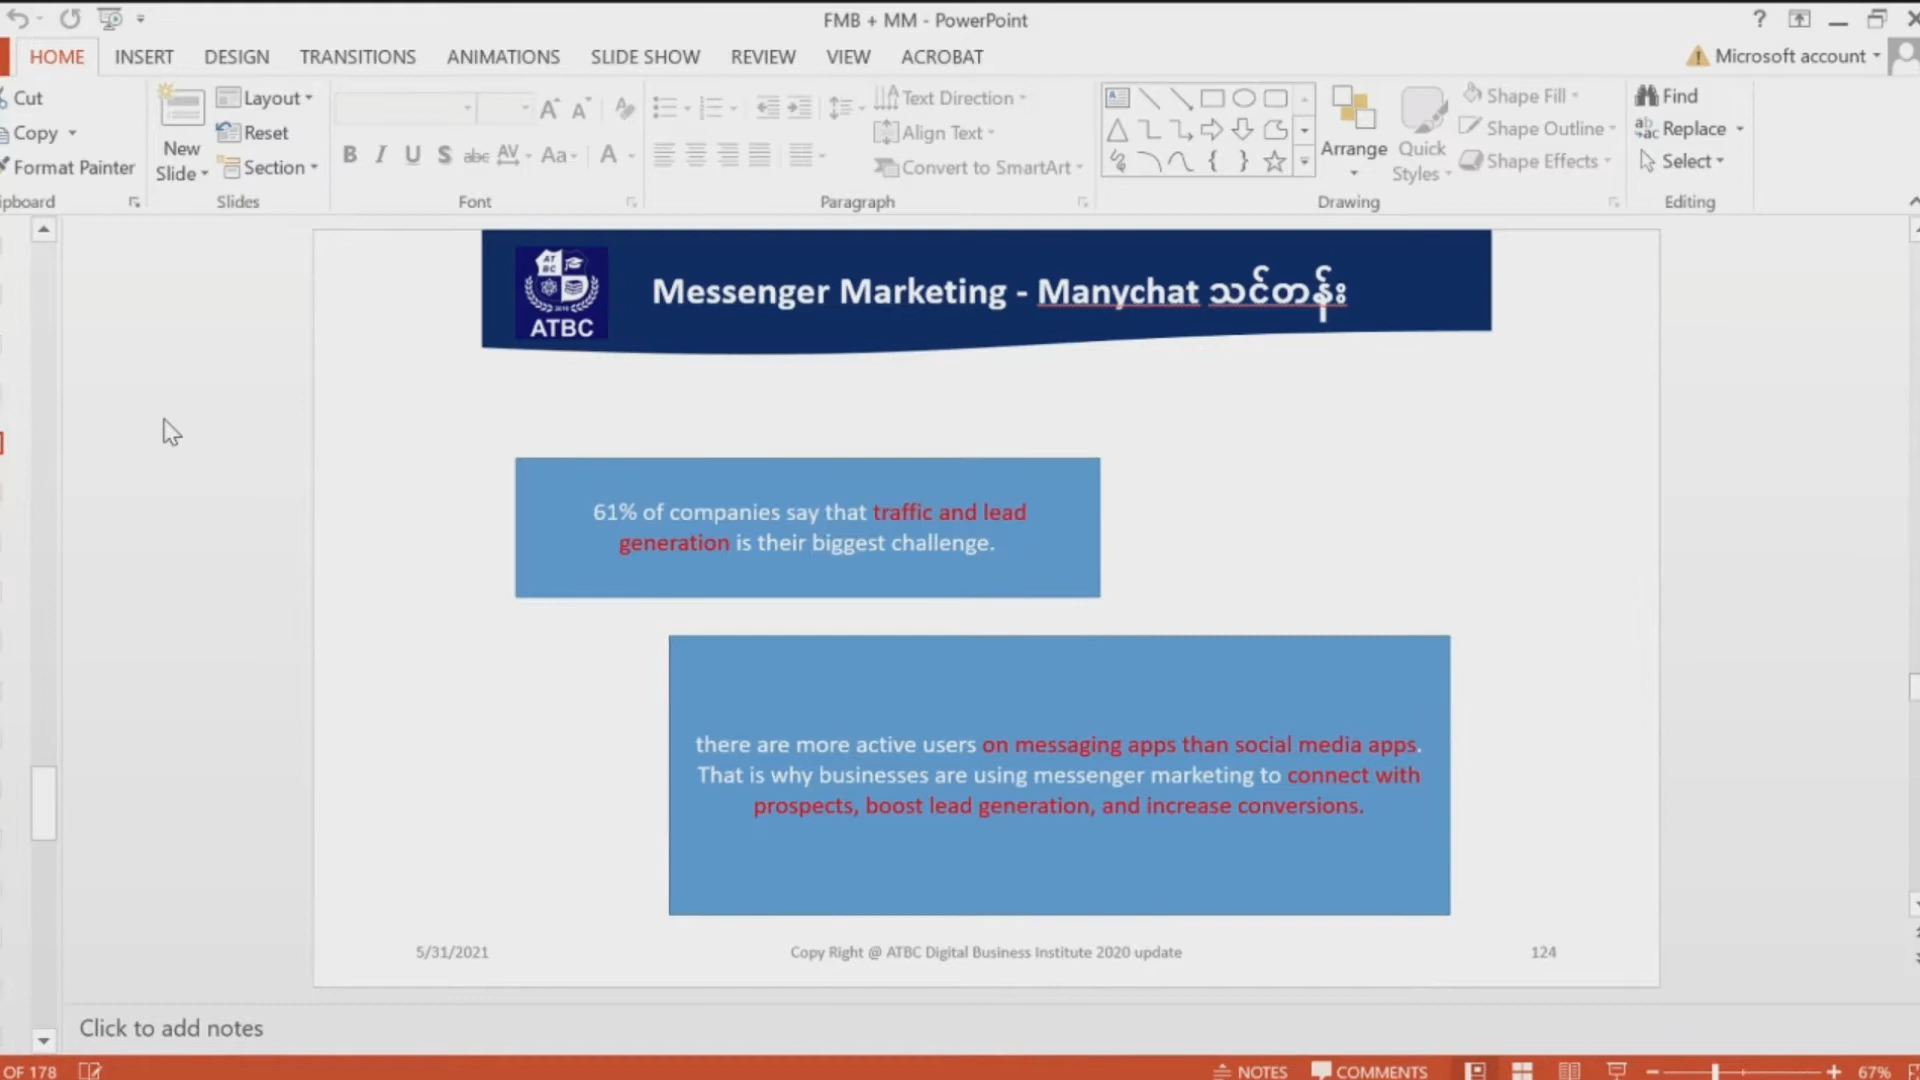 FMB + MM - PowerPoint
?
HOME INSERT DESIGN TRANSITIONS ANIMATIONS SLIDE SHOW REVIEW VIEW ACROBAT
Microsoft account
Cut
Copy
Format Painter
New
Slide
Layout
Reset
Section
Text Direction
Align Text
Convert to SmartArt
Arrange
Quick
Styles
Shape Fill
Shape Outline
Shape Effects
Find
Replace
Select
pboard
Slides
Font
Paragraph
Drawing
Editing
AT
BC
ATBC
Messenger Marketing - Manychat သင်တန်း
61% of companies say that traffic and lead
generation is their biggest challenge.
there are more active users on messaging apps than social media apps.
That is why businesses are using messenger marketing to connect with
prospects, boost lead generation, and increase conversions.
5/31/2021
Copy Right @ ATBC Digital Business Institute 2020 update
124
Click to add notes
OF 178
NOTES
COMMENTS
67%